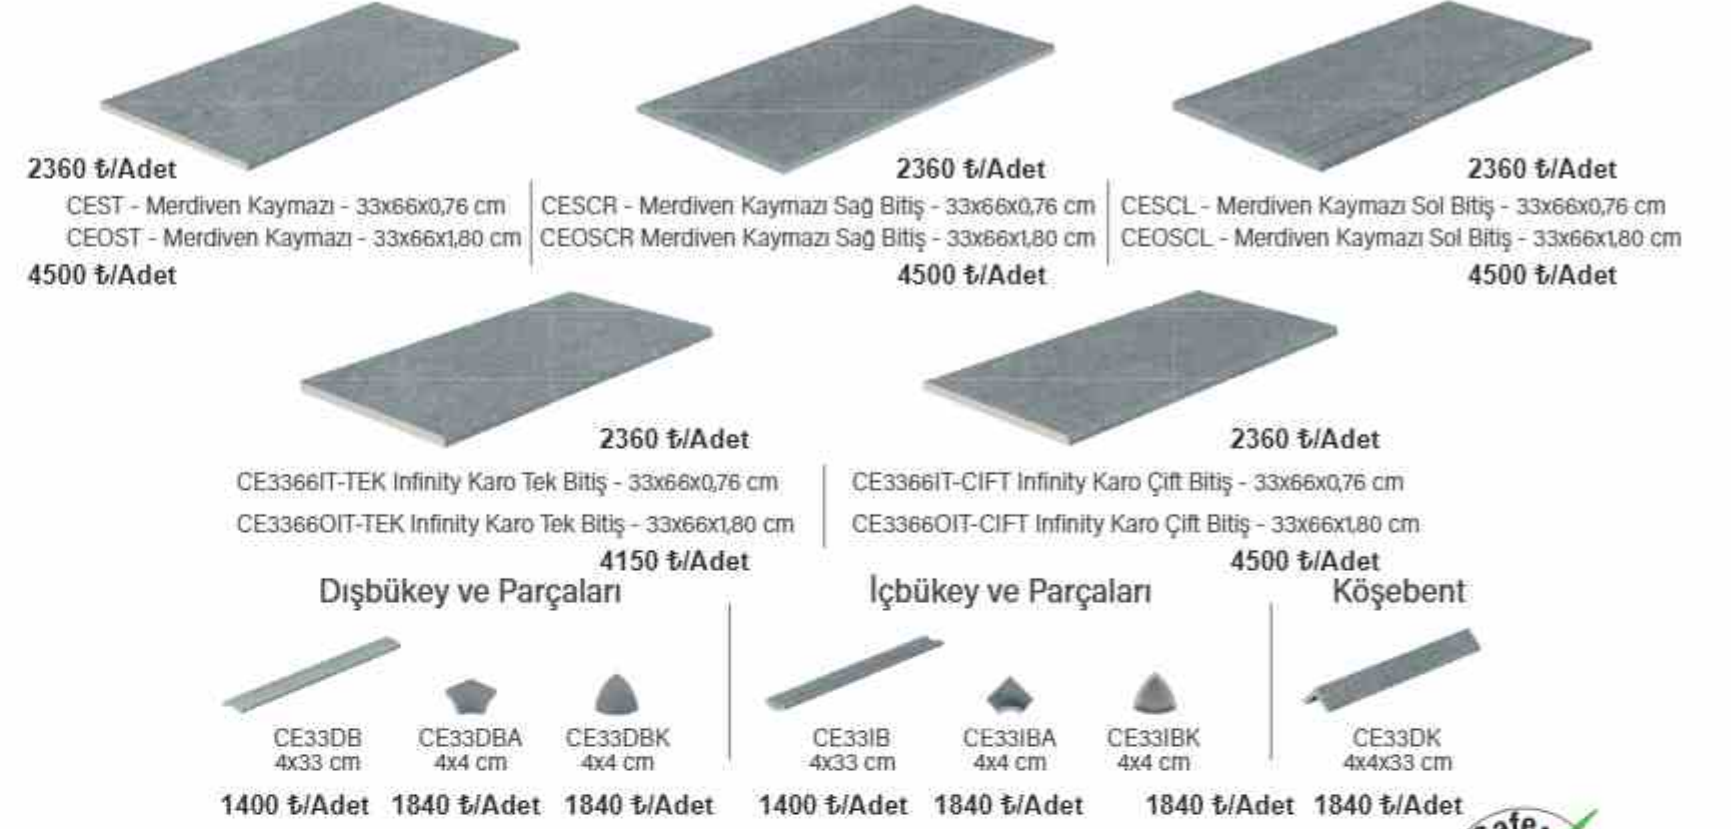 2360 ₺/Adet
CEST - Merdiven Kaymazı - 33x66x0,76 cm
CEOST - Merdiven Kaymazı - 33x66x1,80 cm
4500 ₺/Adet
2360 ₺/Adet
CESCR - Merdiven Kaymazı Sağ Bitiş - 33x66x0,76 cm
CEOSCR Merdiven Kaymazı Sağ Bitiş - 33x66x1,80 cm
4500 ₺/Adet
2360 ₺/Adet
CESCL - Merdiven Kaymazı Sol Bitiş - 33x66x0,76 cm
CEOSCL - Merdiven Kaymazı Sol Bitiş - 33x66x1,80 cm
4500 ₺/Adet
2360 ₺/Adet
CE3366IT-TEK Infinity Karo Tek Bitiş - 33x66x0,76 cm
CE3366OIT-TEK Infinity Karo Tek Bitiş - 33x66x1,80 cm
4150 ₺/Adet
2360 ₺/Adet
CE3366IT-CIFT Infinity Karo Çift Bitiş - 33x66x0,76 cm
CE3366OIT-CIFT Infinity Karo Çift Bitiş - 33x66x1,80 cm
4500 ₺/Adet
Dışbükey ve Parçaları
CE33DB
4x33 cm
1400 ₺/Adet
CE33DBA
4x4 cm
1840 ₺/Adet
CE33DBK
4x4 cm
1840 ₺/Adet
İçbükey ve Parçaları
CE33IB
4x33 cm
1400 ₺/Adet
CE33IBA
4x4 cm
1840 ₺/Adet
CE33IBK
4x4 cm
1840 ₺/Adet
Köşebent
CE33DK
4x4x33 cm
1840 ₺/Adet